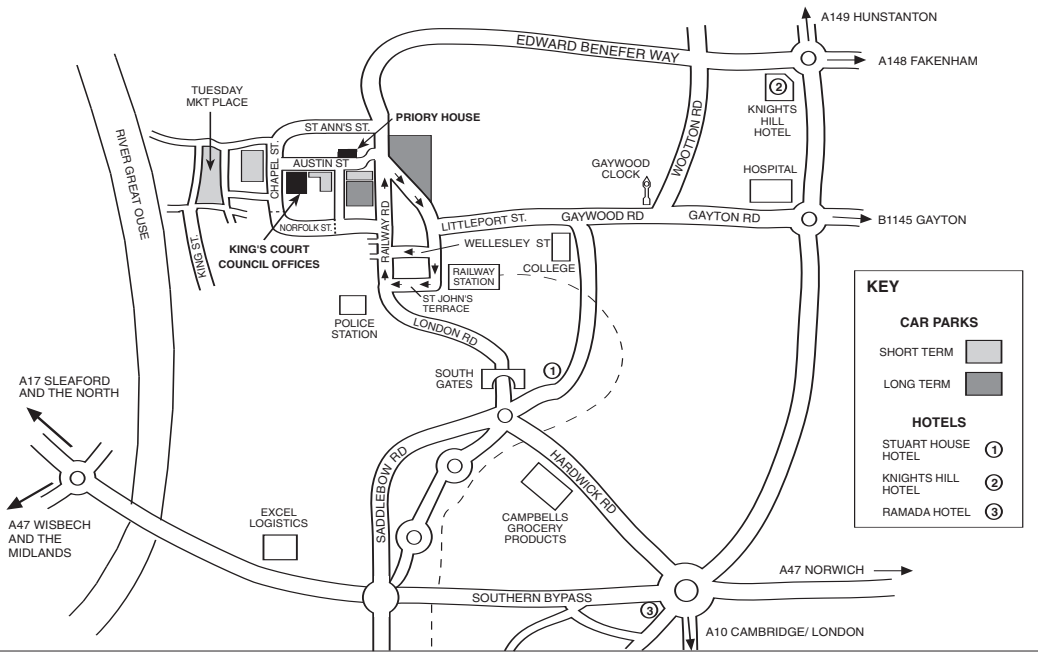 A149 HUNSTANTON
EDWARD BENEFER WAY
A148 FAKENHAM
TUESDAY
MKT PLACE
2
KNIGHTS
HILL
HOTEL
PRIORY HOUSE
ST ANN'S ST.
RIVER GREAT OUSE
CHAPEL ST.
AUSTIN ST
WOOTTON RD
GAYWOOD
CLOCK
HOSPITAL
RAILWAY RD
LITTLEPORT ST.
GAYWOOD RD
GAYTON RD
B1145 GAYTON
NORFOLK ST.
KING ST.
KING'S COURT
COUNCIL OFFICES
WELLESLEY ST
COLLEGE
RAILWAY
STATION
ST JOHN'S
TERRACE
POLICE
STATION
LONDON RD
SOUTH
GATES
1
KEY
CAR PARKS
SHORT TERM
LONG TERM
HOTELS
STUART HOUSE
HOTEL
1
KNIGHTS HILL
HOTEL
2
RAMADA HOTEL
3
A17 SLEAFORD
AND THE NORTH
A47 WISBECH
AND THE
MIDLANDS
EXCEL
LOGISTICS
SADDLEBOW RD
HARDWICK RD
CAMPBELLS
GROCERY
PRODUCTS
SOUTHERN BYPASS
A47 NORWICH
3
A10 CAMBRIDGE/ LONDON